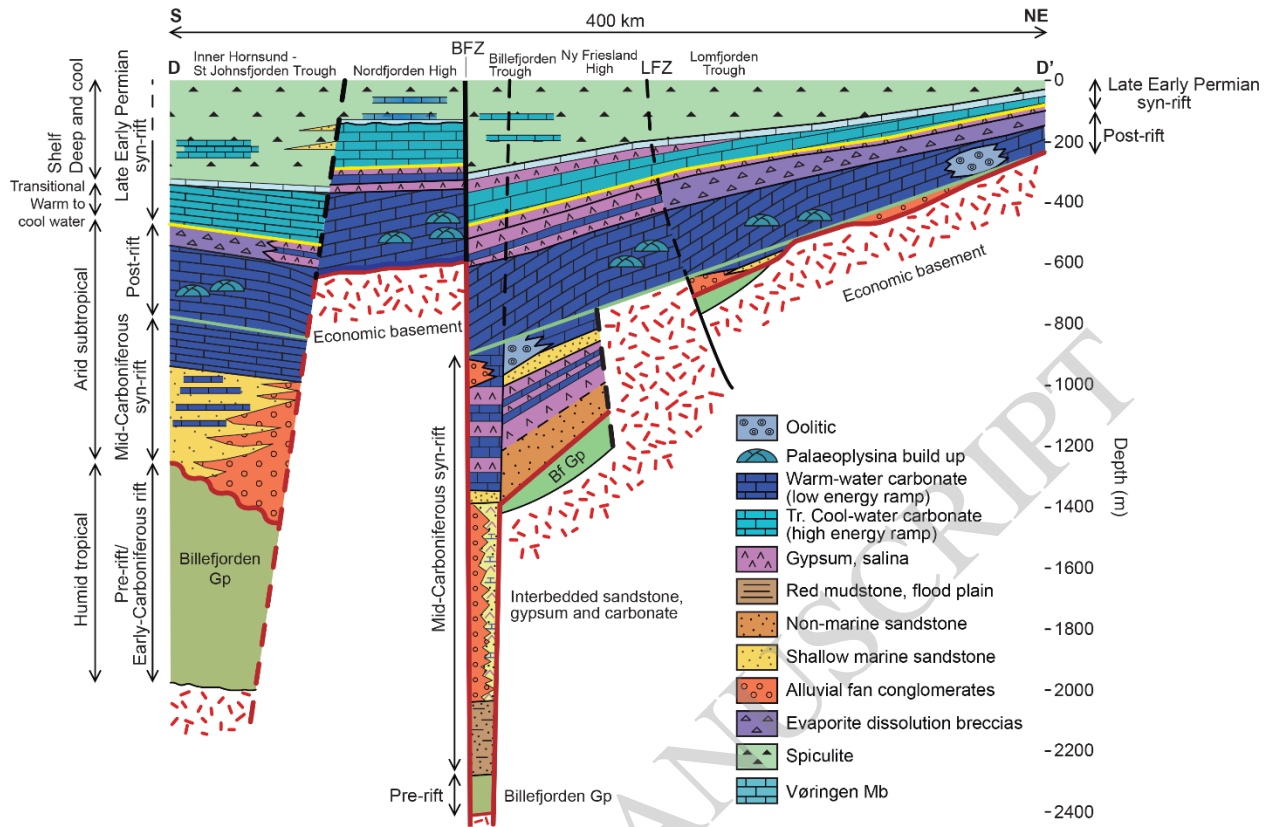 S
400 km
NE
BFZ
Inner Hornsund -
St Johnsfjorden Trough
Nordfjorden High
Billefjorden
Trough
Ny Friesland
High
LFZ
Lomfjorden
Trough
D
D'
Shelf
Deep and cool
Transitional
Warm to
cool water
Arid subtropical
Humid tropical
Late Early Permian
syn-rift
Post-rift
Mid-Carboniferous
syn-rift
Pre-rift/
Early-Carboniferous rift
Billefjorden
Gp
Economic basement
Mid-Carboniferous syn-rift
Pre-rift
Billefjorden Gp
Bf Gp
Interbedded sandstone,
gypsum and carbonate
Economic basement
0
-200
-400
-600
-800
-1000
-1200
-1400
-1600
-1800
-2000
-2200
-2400
Depth (m)
Late Early Permian
syn-rift
Post-rift
Oolitic
Palaeoplysina build up
Warm-water carbonate
(low energy ramp)
Tr. Cool-water carbonate
(high energy ramp)
Gypsum, salina
Red mudstone, flood plain
Non-marine sandstone
Shallow marine sandstone
Alluvial fan conglomerates
Evaporite dissolution breccias
Spiculite
Vøringen Mb
ANUSCRIPT